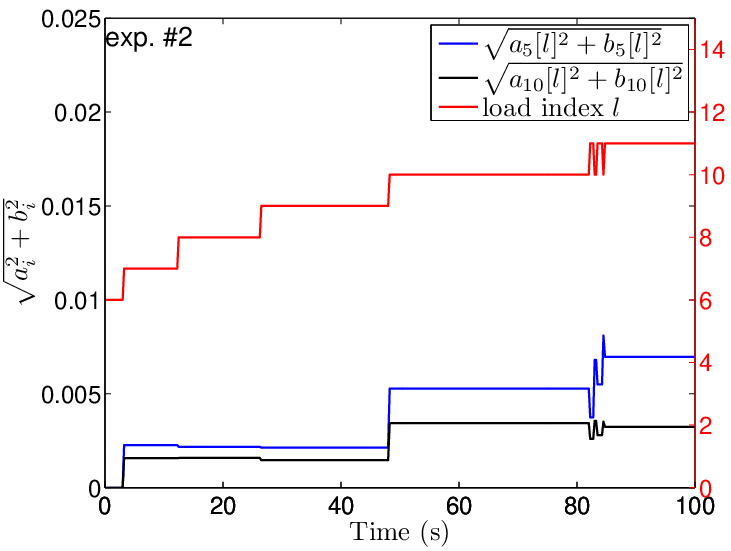 exp. #2
√(a₅[l]² + b₅[l]²)
√(a₁₀[l]² + b₁₀[l]²)
load index l
√(aᵢ² + bᵢ²)
0.025
0.02
0.015
0.01
0.005
0
14
12
10
8
6
4
2
0
0 20 40 60 80 100
Time (s)